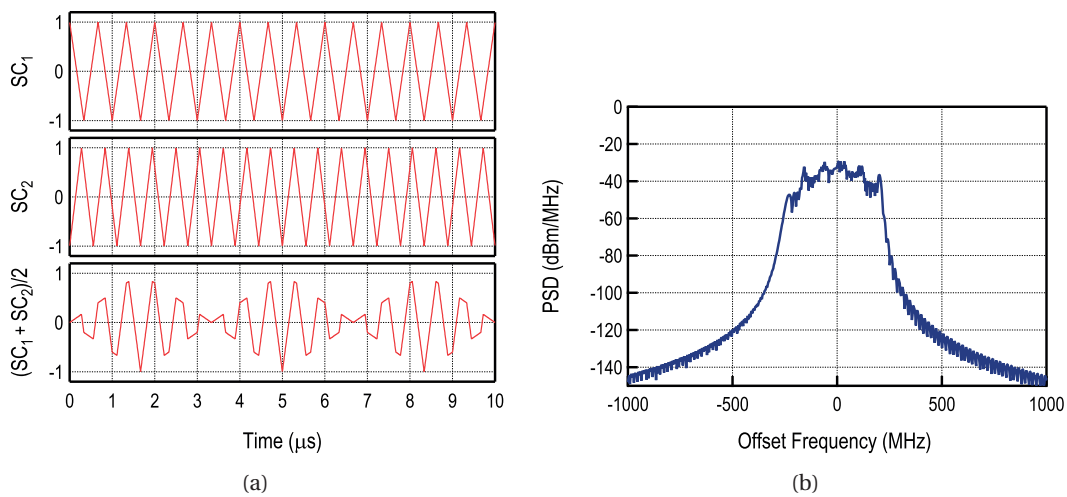 SC1
1
0
-1
SC2
1
0
-1
(SC1 + SC2)/2
1
0
-1
0 1 2 3 4 5 6 7 8 9 10
Time (μs)
(a)
PSD (dBm/MHz)
0
-20
-40
-60
-80
-100
-120
-140
-1000 -500 0 500 1000
Offset Frequency (MHz)
(b)